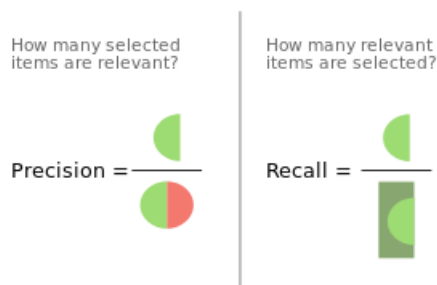 How many selected
items are relevant?
Precision =
How many relevant
items are selected?
Recall =